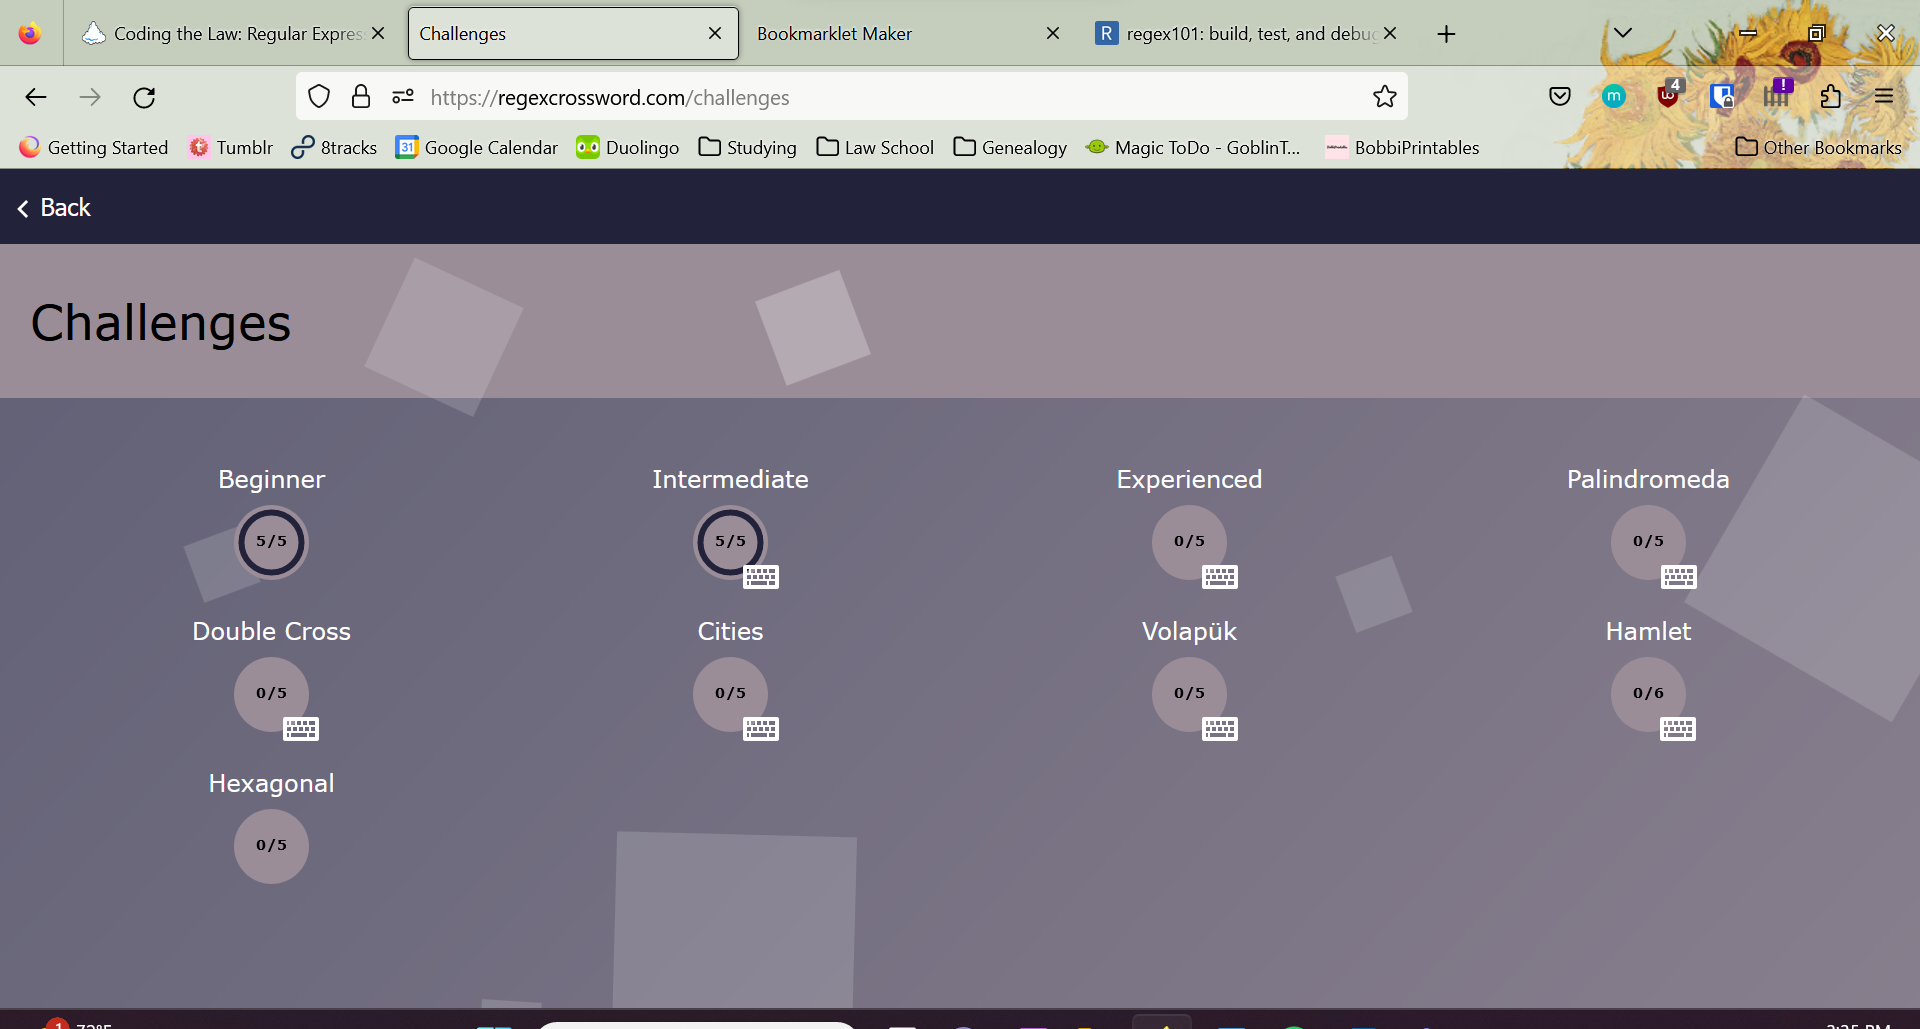 Coding the Law: Regular Expres
Challenges
Bookmarklet Maker
R
regex101: build, test, and debug
https://regexcrossword.com/challenges
m
4
!
Getting Started
t
Tumblr
8tracks
31
Google Calendar
Duolingo
Studying
Law School
Genealogy
Magic ToDo - GoblinT...
BobbiPrintables
Other Bookmarks
Back
Challenges
Beginner
Intermediate
Experienced
Palindromeda
5/5
5/5
0/5
0/5
Double Cross
Cities
Volapük
Hamlet
0/5
0/5
0/5
0/6
Hexagonal
0/5
1